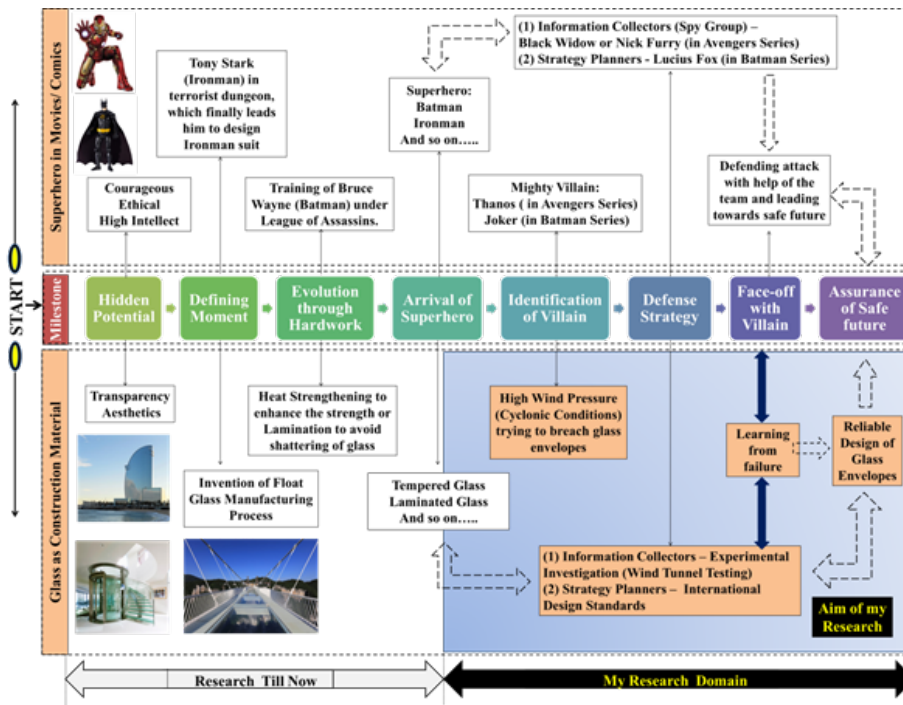 Superhero in Movies/ Comics
Tony Stark
(Ironman) in
terrorist dungeon,
which finally leads
him to design
Ironman suit
(1) Information Collectors (Spy Group) –
Black Widow or Nick Furry (in Avengers Series)
(2) Strategy Planners - Lucius Fox (in Batman Series)
Superhero:
Batman
Ironman
And so on…..
Courageous
Ethical
High Intellect
Training of Bruce
Wayne (Batman) under
League of Assassins.
Mighty Villain:
Thanos ( in Avengers Series)
Joker (in Batman Series)
Defending attack
with help of the
team and leading
towards safe future
START
Milestone
Hidden
Potential
Defining
Moment
Evolution
through
Hardwork
Arrival of
Superhero
Identification
of Villain
Defense
Strategy
Face-off
with
Villain
Assurance
of Safe
future
Glass as Construction Material
Transparency
Aesthetics
Heat Strengthening to
enhance the strength or
Lamination to avoid
shattering of glass
High Wind Pressure
(Cyclonic Conditions)
trying to breach glass
envelopes
Learning
from
failure
Reliable
Design of
Glass
Envelopes
Invention of Float
Glass Manufacturing
Process
Tempered Glass
Laminated Glass
And so on…..
(1) Information Collectors – Experimental
Investigation (Wind Tunnel Testing)
(2) Strategy Planners – International
Design Standards
Aim of my
Research
Research Till Now
My Research Domain